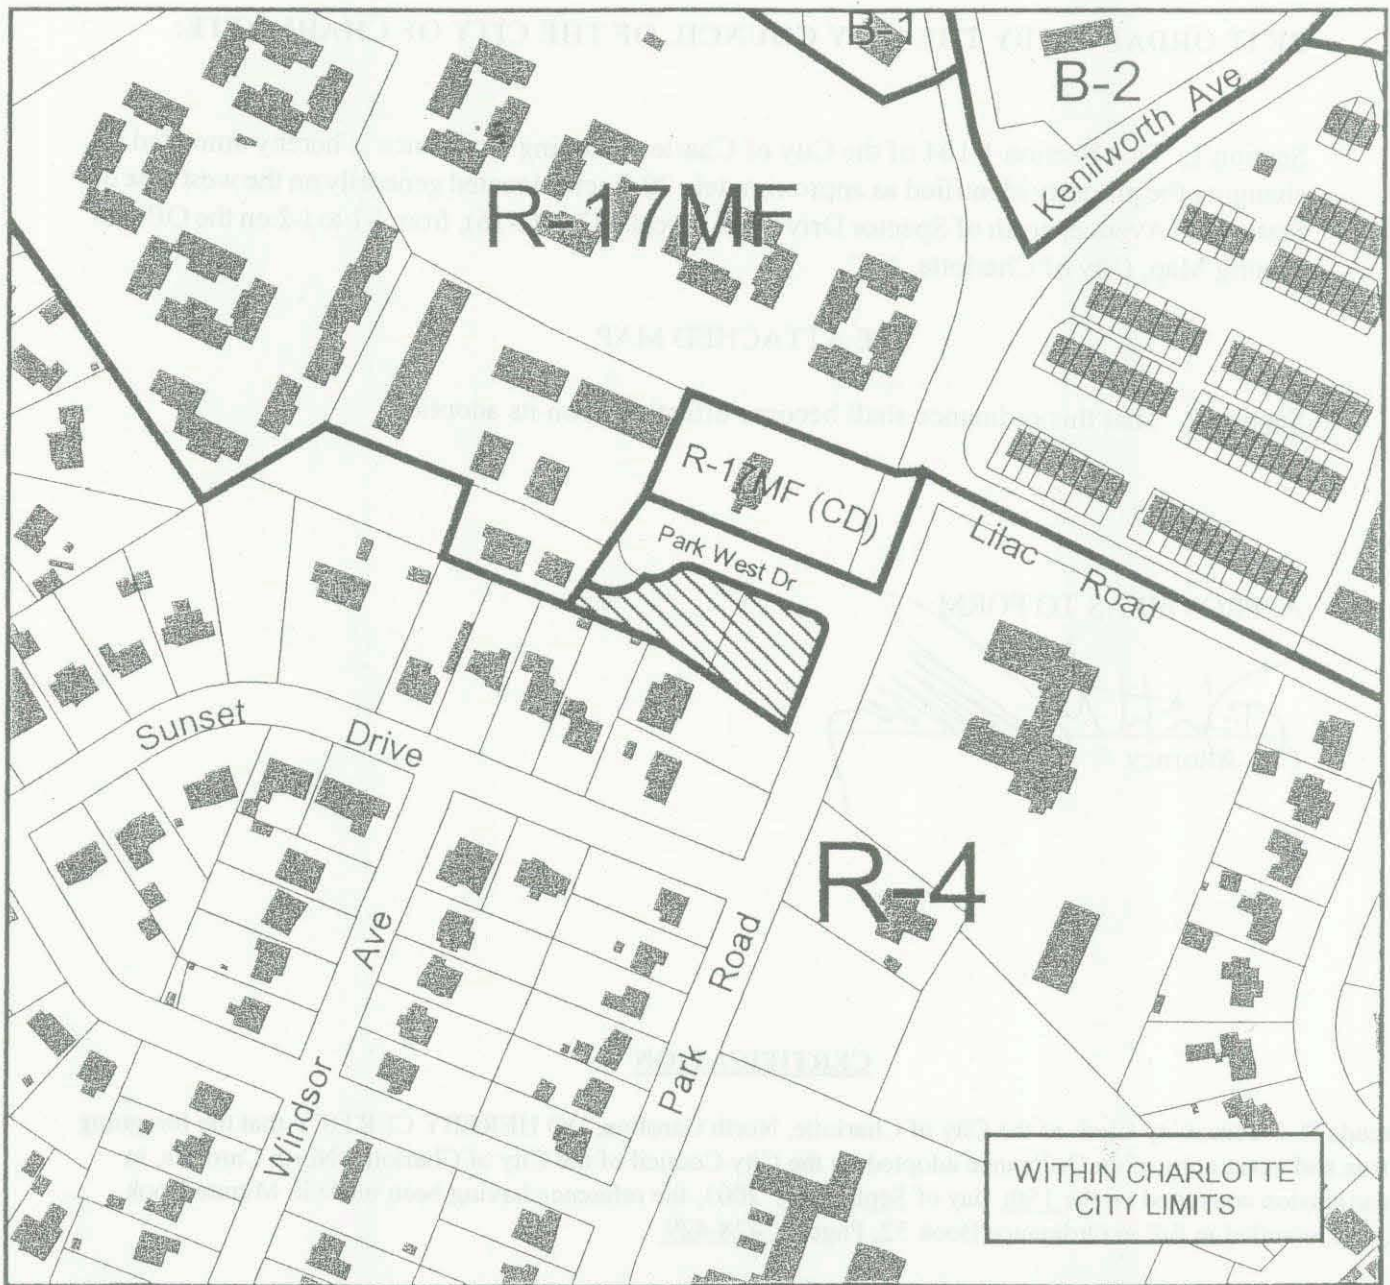 B-1
B-2
Kenilworth Ave
R-17MF
R-17MF (CD)
Park West Dr
Lilac Road
Sunset Drive
R-4
Windsor Ave
Park Road
WITHIN CHARLOTTE
CITY LIMITS